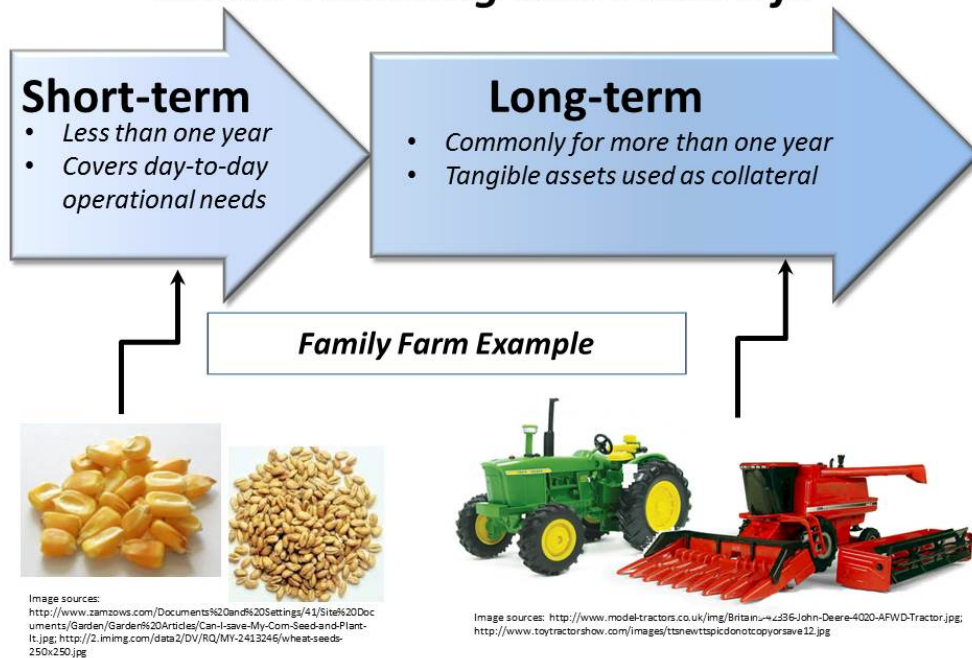 Short-term
• Less than one year
• Covers day-to-day
operational needs
Long-term
• Commonly for more than one year
• Tangible assets used as collateral
Family Farm Example
Image sources:
http://www.zamzows.com/Documents%20and%20Settings/41/Site%20Doc
uments/Garden/Garden%20Articles/Can-I-save-My-Corn-Seed-and-Plant-
It.jpg; http://2.imimg.com/data2/DV/RQ/MY-2413246/wheat-seeds-
250x250.jpg
Image sources: http://www.model-tractors.co.uk/img/Britains-42336-John-Deere-4020-AFWD-Tractor.jpg;
http://www.toytractorshow.com/images/ttsnewttspicdonotcopyorsave12.jpg